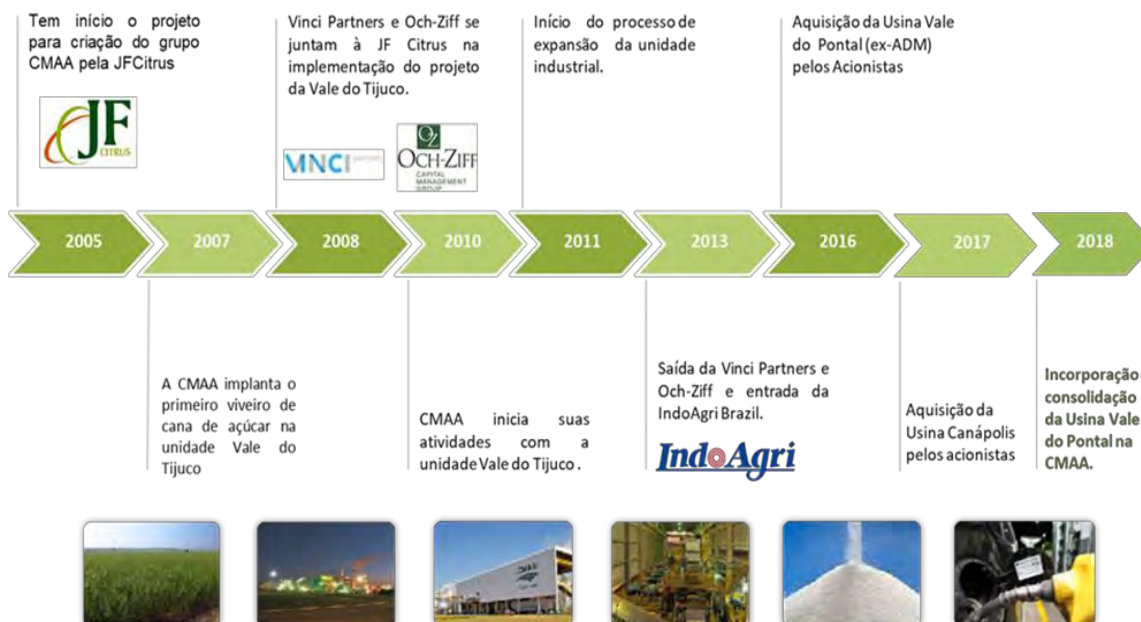 Tem início o projeto
para criação do grupo
CMAA pela JFCitrus
JF
CITRUS
Vinci Partners e Och-Ziff se
juntam à JF Citrus na
implementação do projeto
da Vale do Tijuco.
VINCI
OZ
OCH-ZIFF
CAPITAL
MANAGEMENT
GROUP
Início do processo de
expansão da unidade
industrial.
Aquisição da Usina Vale
do Pontal (ex-ADM)
pelos Acionistas
2005
2007
2008
2010
2011
2013
2016
2017
2018
A CMAA implanta o
primeiro viveiro de
cana de açúcar na
unidade Vale do
Tijuco
CMAA inicia suas
atividades com a
unidade Vale do Tijuco .
Saída da Vinci Partners e
Och-Ziff e entrada da
IndoAgri Brazil.
IndoAgri
Aquisição da
Usina Canápolis
pelos acionistas
Incorporação
consolidação
da Usina Vale
do Pontal na
CMAA.